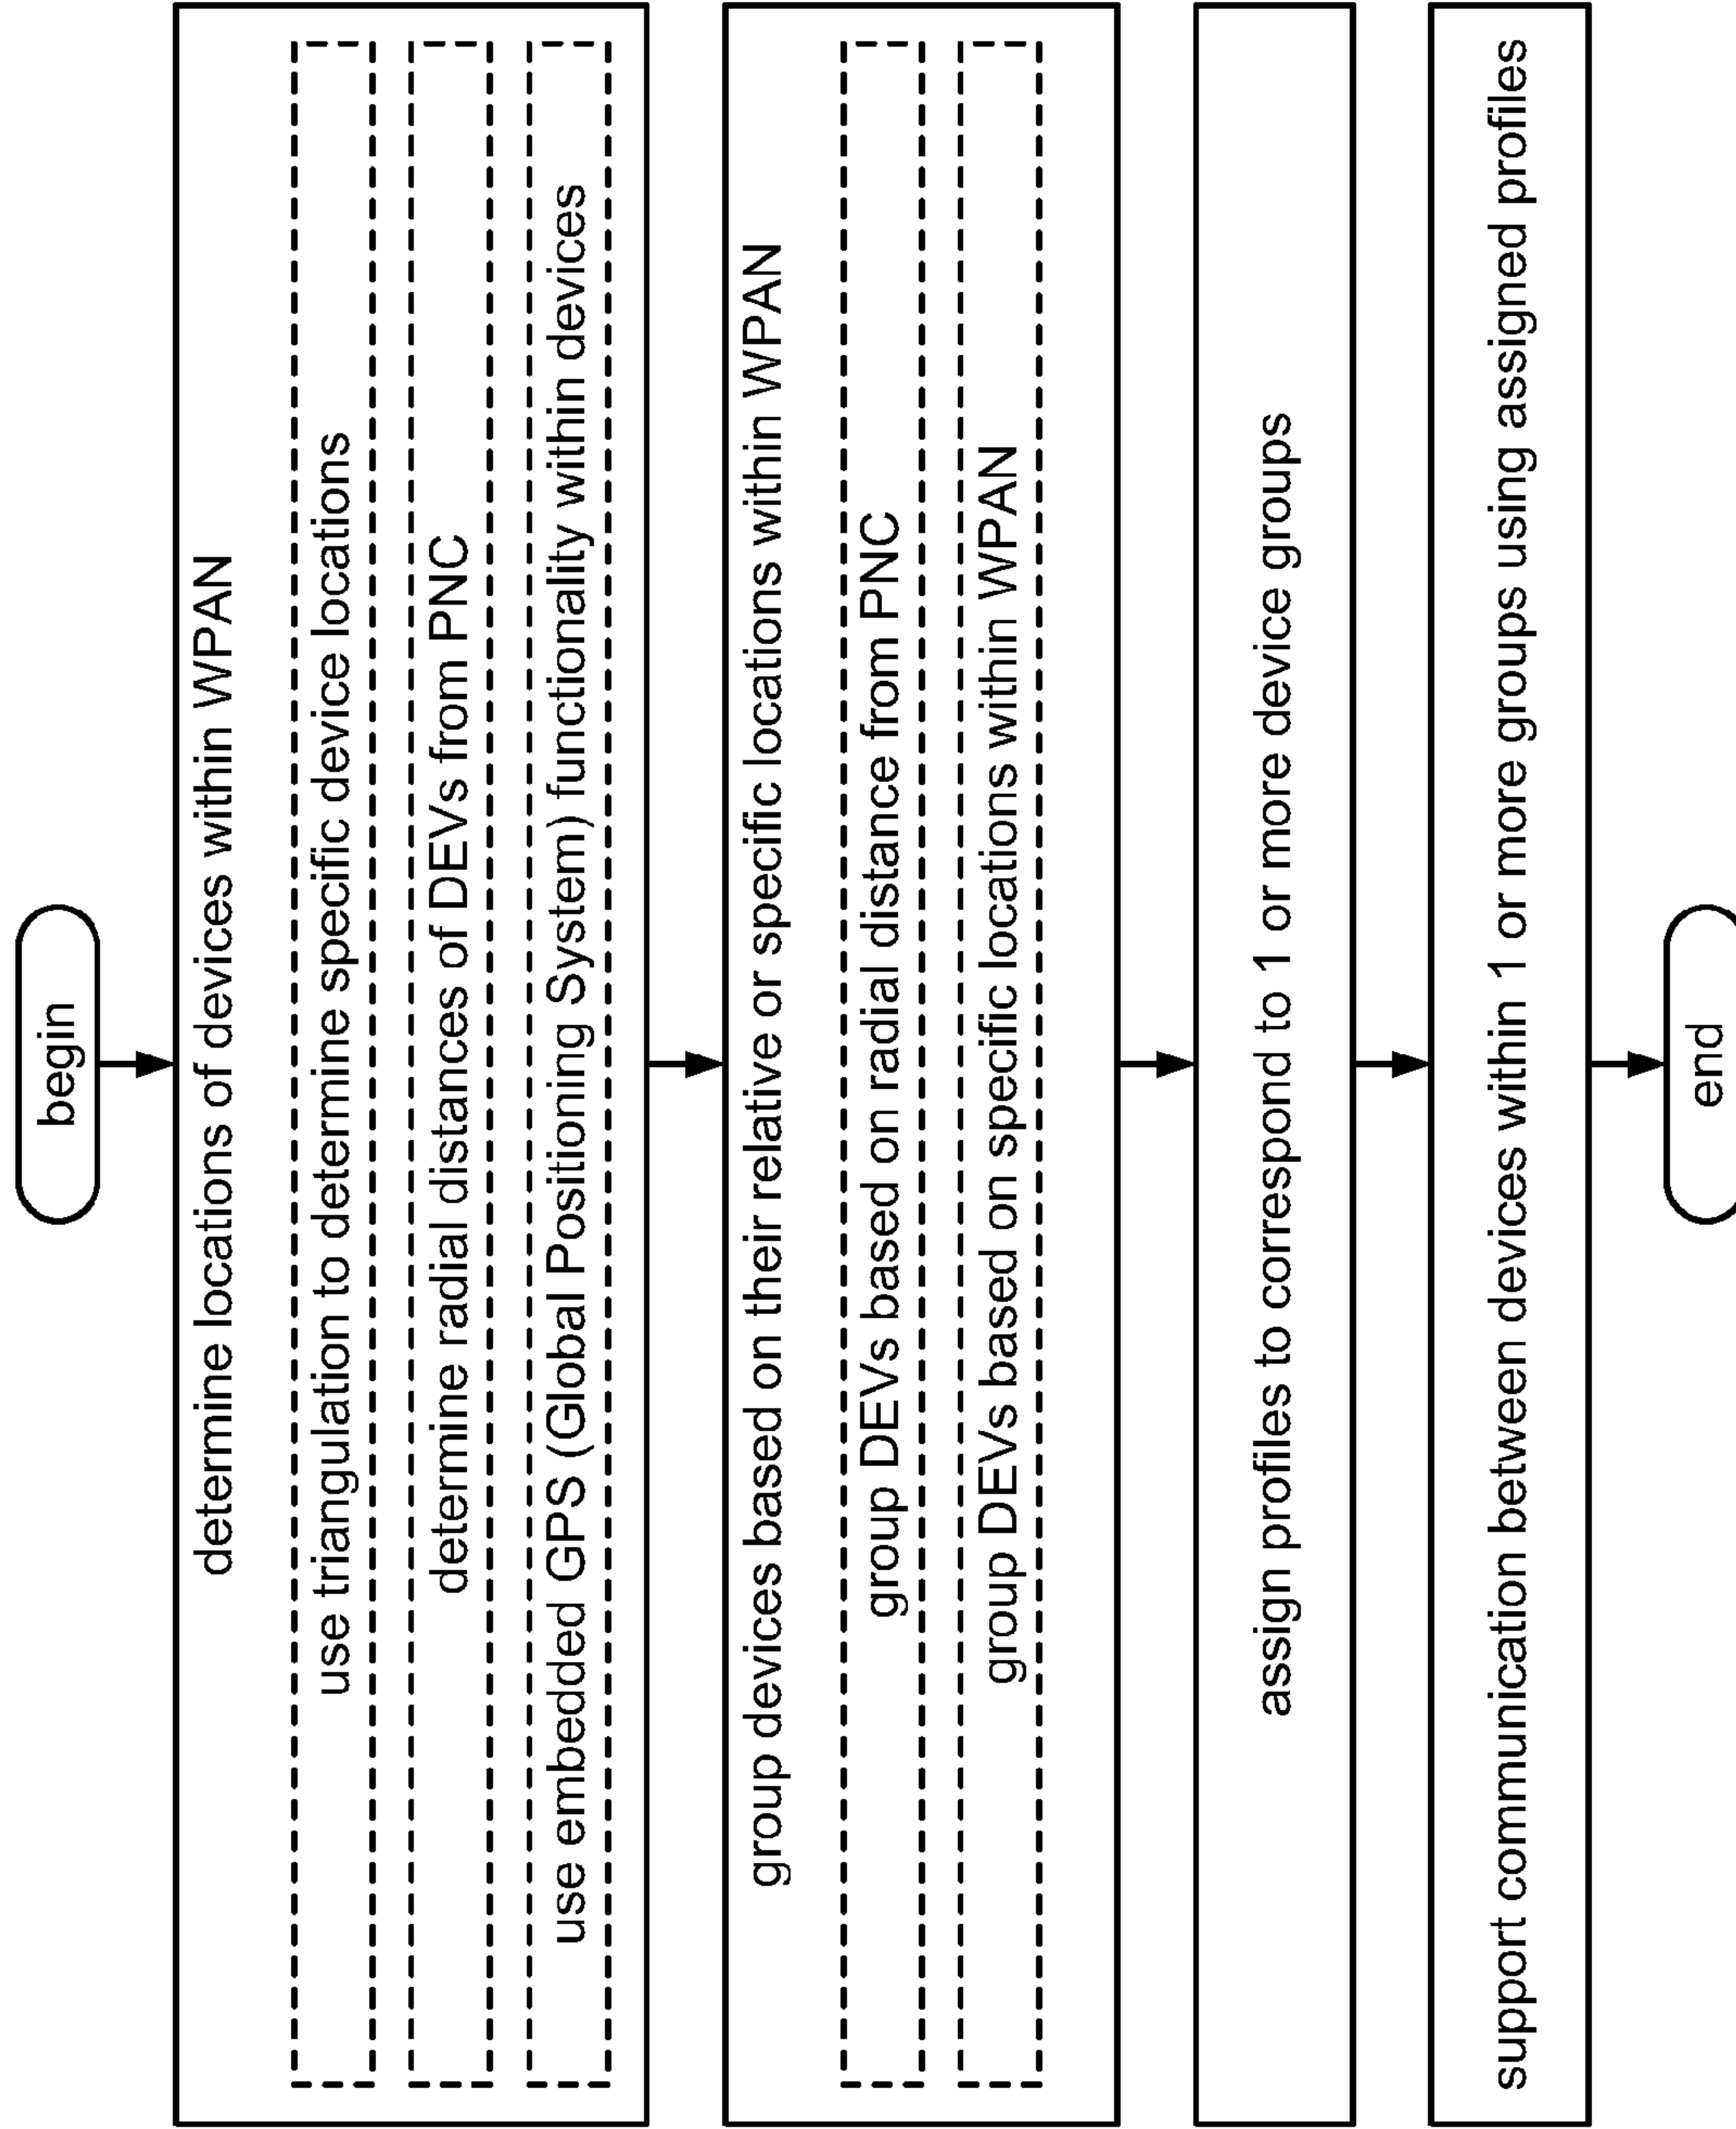 begin
determine locations of devices within WPAN
use triangulation to determine specific device locations
determine radial distances of DEVs from PNC
use embedded GPS (Global Positioning System) functionality within devices
group devices based on their relative or specific locations within WPAN
group DEVs based on radial distance from PNC
group DEVs based on specific locations within WPAN
assign profiles to correspond to 1 or more device groups
support communication between devices within 1 or more groups using assigned profiles
end